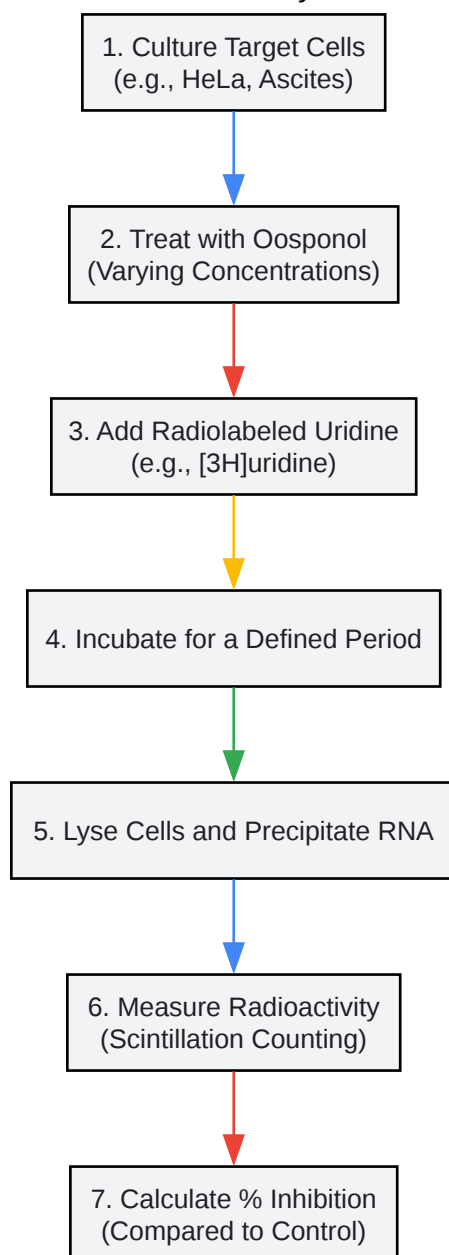 1. Culture Target Cells
(e.g., HeLa, Ascites)
2. Treat with Oosponol
(Varying Concentrations)
3. Add Radiolabeled Uridine
(e.g., [3H]uridine)
4. Incubate for a Defined Period
5. Lyse Cells and Precipitate RNA
6. Measure Radioactivity
(Scintillation Counting)
7. Calculate % Inhibition
(Compared to Control)